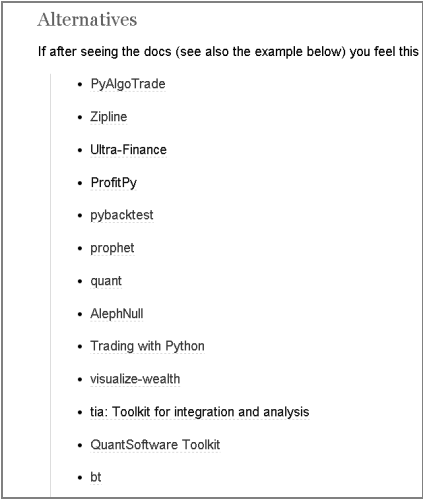 Alternatives
If after seeing the docs (see also the example below) you feel this
PyAlgoTrade
Zipline
Ultra-Finance
ProfitPy
pybacktest
prophet
quant
AlephNull
Trading with Python
visualize-wealth
tia: Toolkit for integration and analysis
QuantSoftware Toolkit
bt